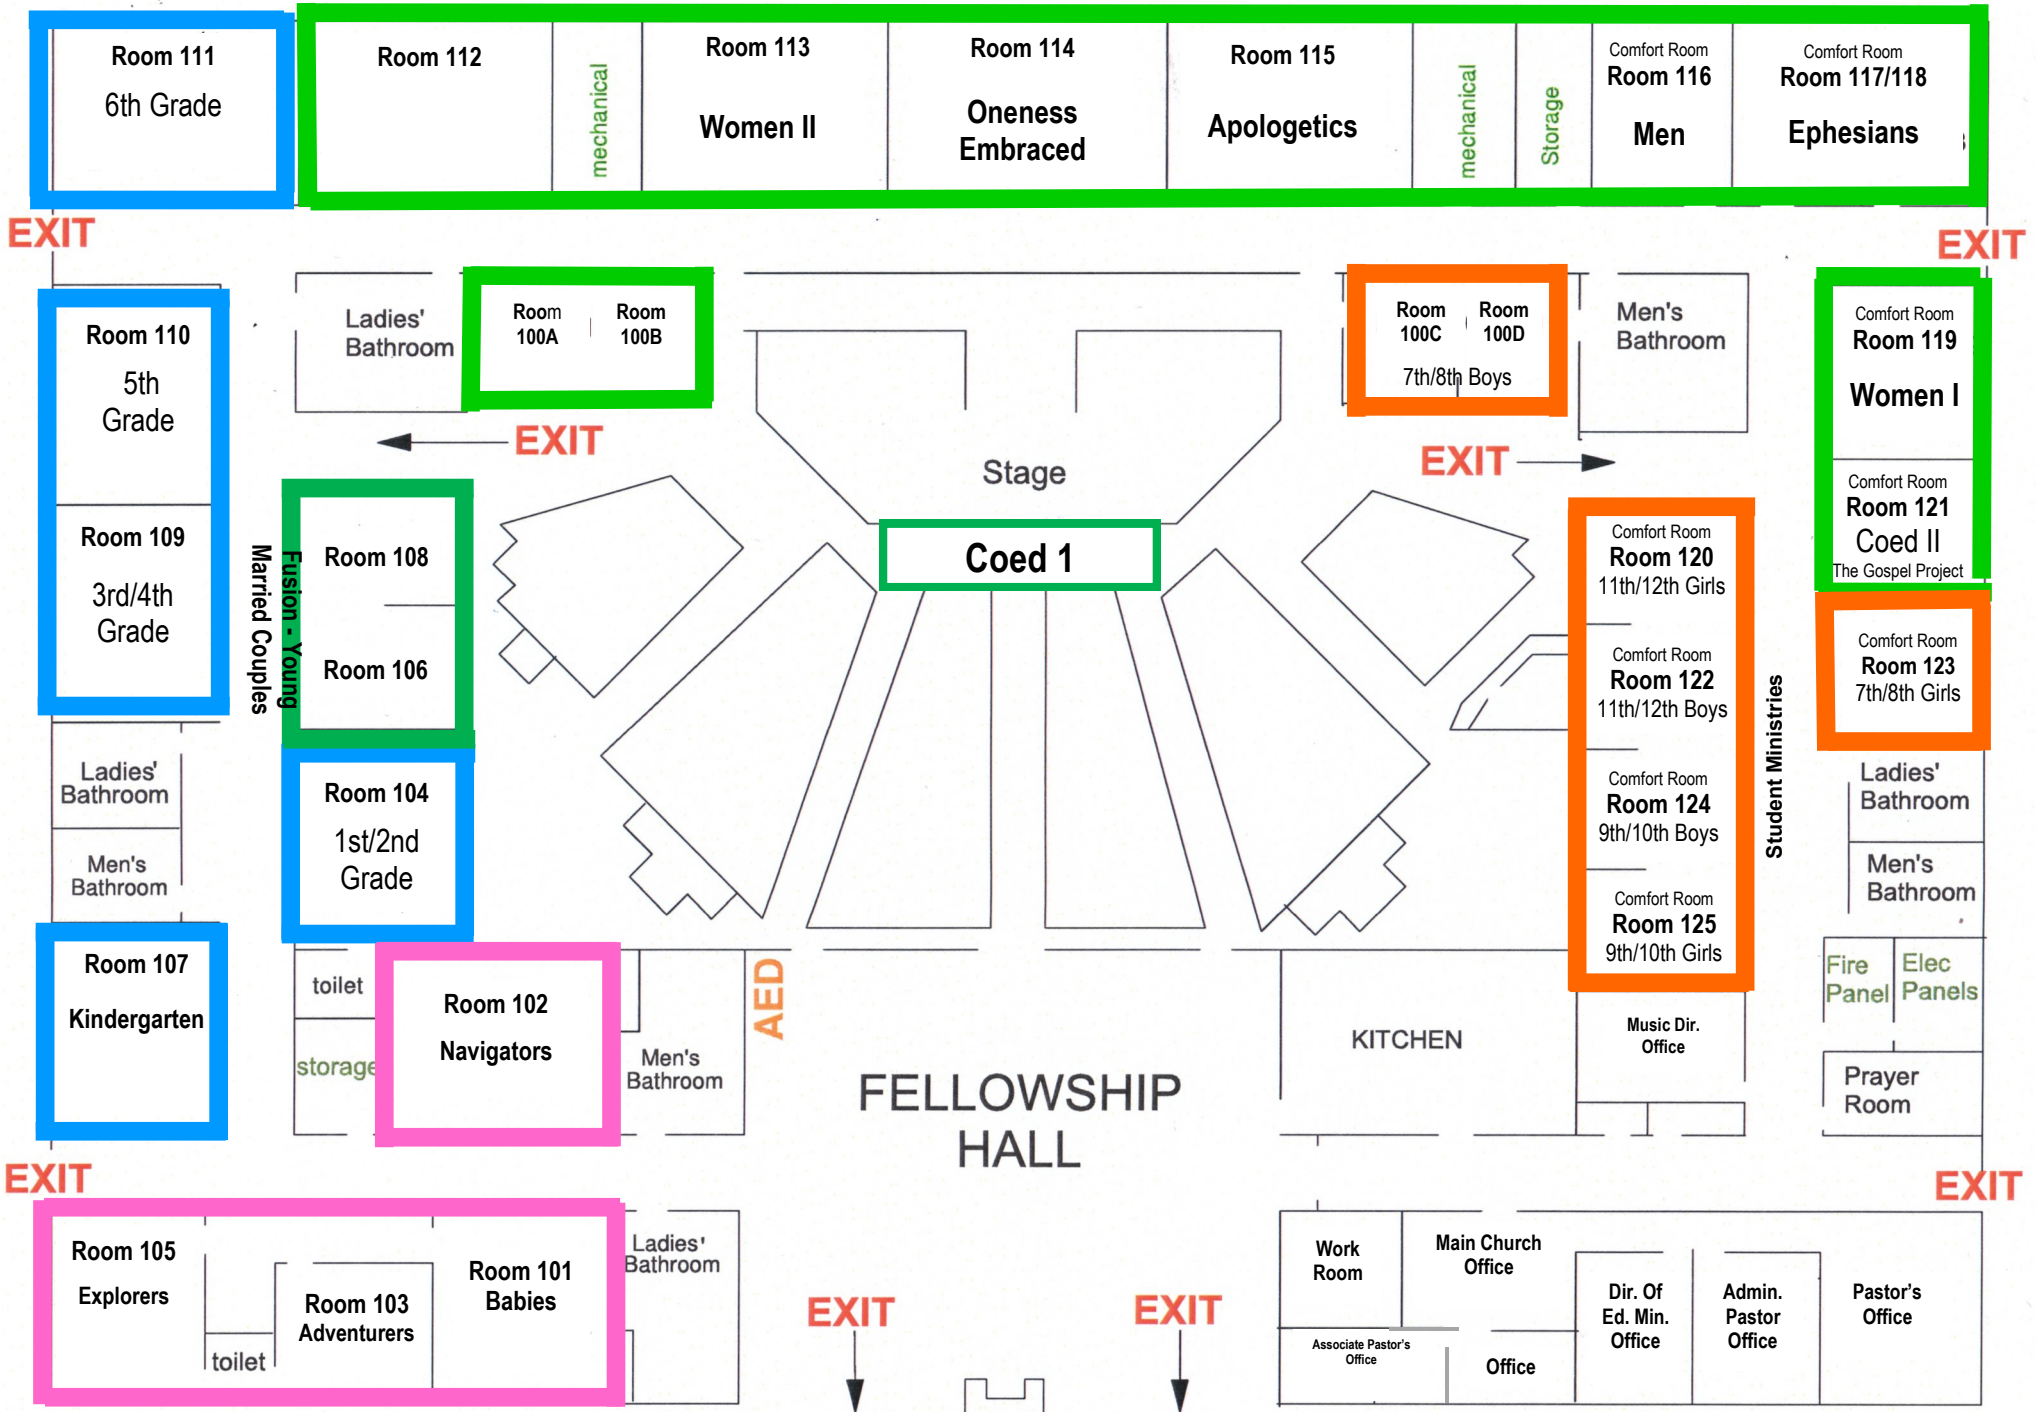 Room 111
6th Grade
Room 112
mechanical
Room 113
Women II
Room 114
Oneness
Embraced
Room 115
Apologetics
mechanical
Storage
Comfort Room
Room 116
Men
Comfort Room
Room 117/118
Ephesians
EXIT
EXIT
Room 110
5th
Grade
Room 109
3rd/4th
Grade
Ladies'
Bathroom
Room
100A
Room
100B
EXIT
Stage
Coed 1
Room
100C
Room
100D
7th/8th Boys
Men's
Bathroom
EXIT
Comfort Room
Room 119
Women I
Comfort Room
Room 121
Coed II
The Gospel Project
Fusion - Young
Married Couples
Room 108
Room 106
Comfort Room
Room 120
11th/12th Girls
Comfort Room
Room 122
11th/12th Boys
Comfort Room
Room 124
9th/10th Boys
Comfort Room
Room 125
9th/10th Girls
Student Ministries
Comfort Room
Room 123
7th/8th Girls
Ladies'
Bathroom
Men's
Bathroom
Room 104
1st/2nd
Grade
Ladies'
Bathroom
Men's
Bathroom
Room 107
Kindergarten
toilet
storage
Room 102
Navigators
Men's
Bathroom
AED
FELLOWSHIP
HALL
KITCHEN
Music Dir.
Office
Fire
Panel
Elec
Panels
Prayer
Room
EXIT
EXIT
Room 105
Explorers
toilet
Room 103
Adventurers
Room 101
Babies
Ladies'
Bathroom
EXIT
EXIT
Work
Room
Main Church
Office
Associate Pastor's
Office
Office
Dir. Of
Ed. Min.
Office
Admin.
Pastor
Office
Pastor's
Office